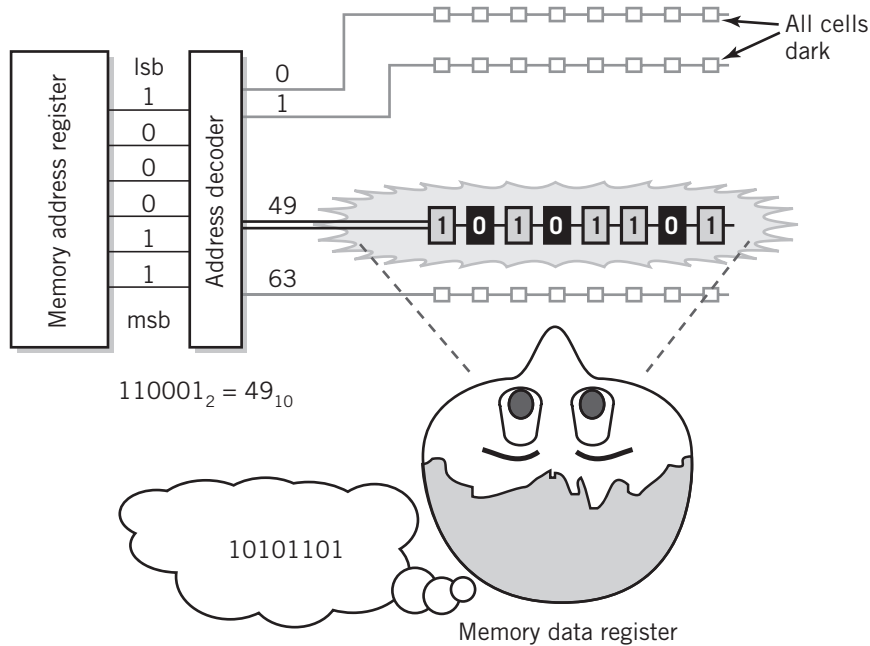 All cells
dark
Memory address register
lsb
1
0
0
0
1
1
msb
Address decoder
0
1
49
63
1 0 1 0 1 1 0 1
110001₂ = 49₁₀
10101101
Memory data register